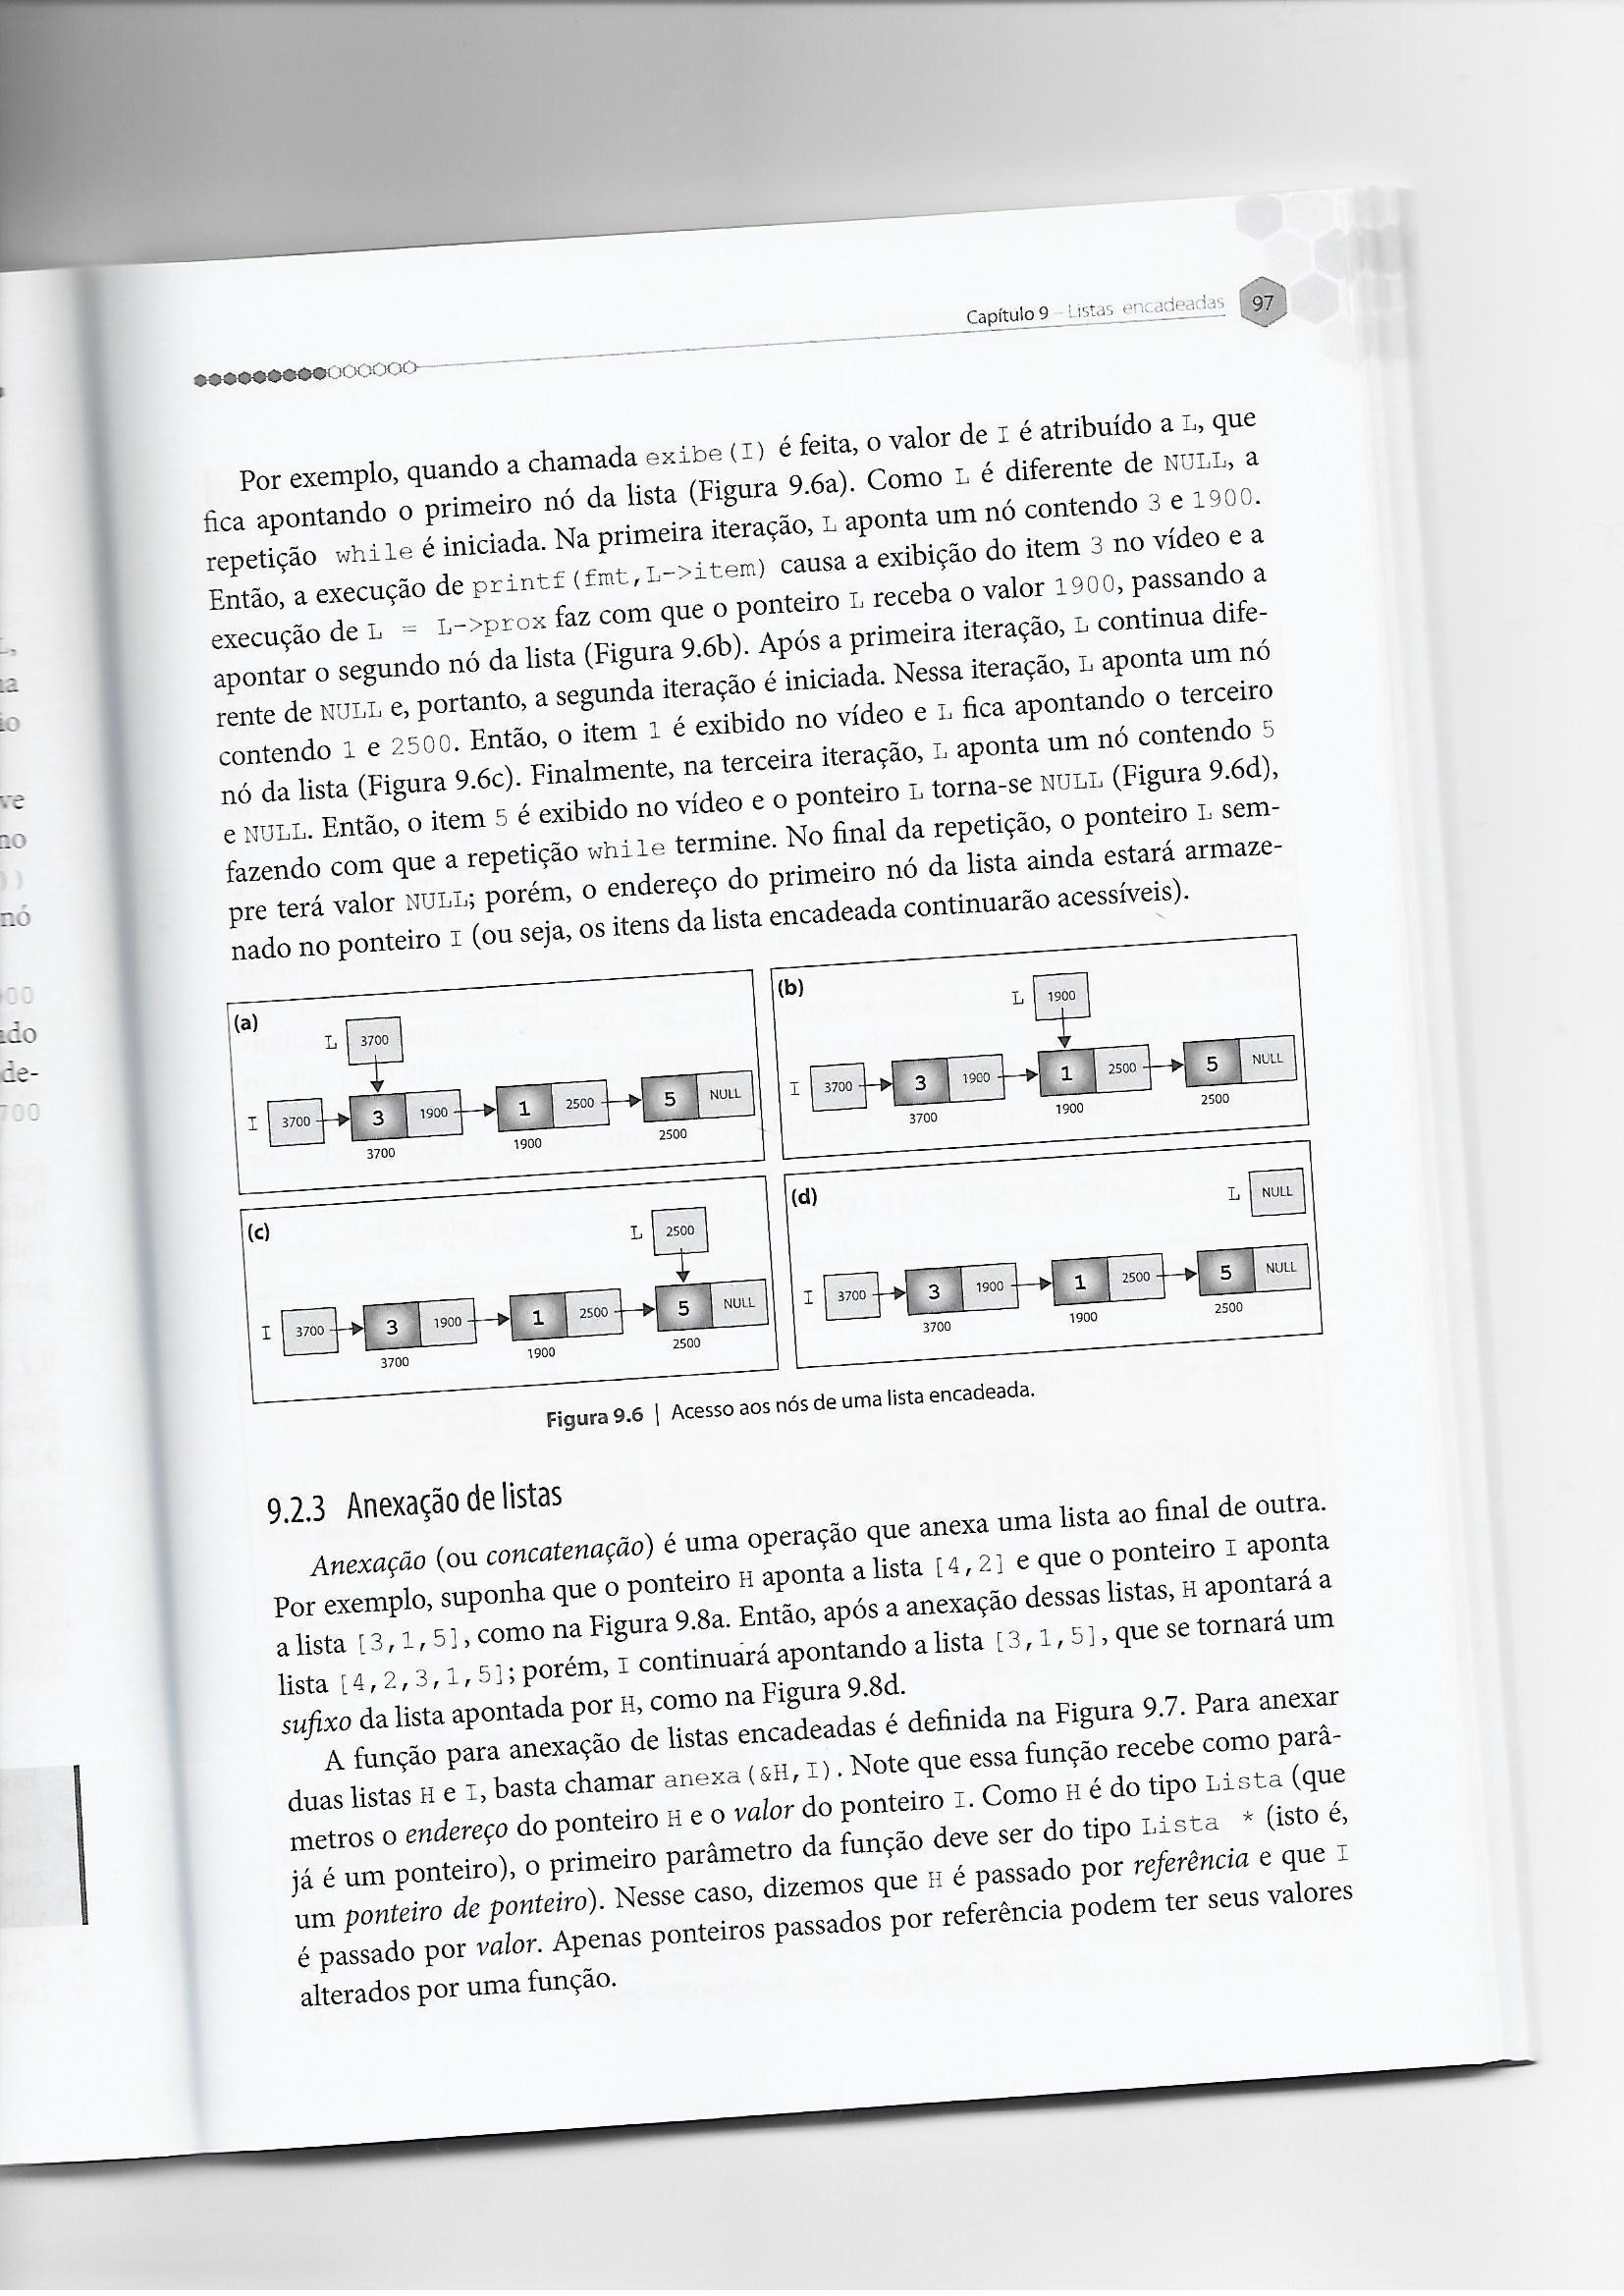 Capítulo 9 – Listas encadeadas 97
Por exemplo, quando a chamada exibe(I) é feita, o valor de I é atribuído a L, que
fica apontando o primeiro nó da lista (Figura 9.6a). Como L é diferente de NULL, a
repetição while é iniciada. Na primeira iteração, L aponta um nó contendo 3 e 1900.
Então, a execução de printf(fmt,L->item) causa a exibição do item 3 no vídeo e a
execução de L = L->prox faz com que o ponteiro L receba o valor 1900, passando a
apontar o segundo nó da lista (Figura 9.6b). Após a primeira iteração, L continua dife-
rente de NULL e, portanto, a segunda iteração é iniciada. Nessa iteração, L aponta um nó
contendo 1 e 2500. Então, o item 1 é exibido no vídeo e L fica apontando o terceiro
nó da lista (Figura 9.6c). Finalmente, na terceira iteração, L aponta um nó contendo 5
e NULL. Então, o item 5 é exibido no vídeo e o ponteiro L torna-se NULL (Figura 9.6d),
fazendo com que a repetição while termine. No final da repetição, o ponteiro L sem-
pre terá valor NULL; porém, o endereço do primeiro nó da lista ainda estará armaze-
nado no ponteiro I (ou seja, os itens da lista encadeada continuarão acessíveis).
(a)
L 3700
I 3700 3 1900 1 2500 5 NULL
3700 1900 2500
(b)
L 1900
I 3700 3 1900 1 2500 5 NULL
3700 1900 2500
(c)
L 2500
I 3700 3 1900 1 2500 5 NULL
3700 1900 2500
(d)
L NULL
I 3700 3 1900 1 2500 5 NULL
3700 1900 2500
Figura 9.6 | Acesso aos nós de uma lista encadeada.
9.2.3 Anexação de listas
Anexação (ou concatenação) é uma operação que anexa uma lista ao final de outra.
Por exemplo, suponha que o ponteiro H aponta a lista [4,2] e que o ponteiro I aponta
a lista [3,1,5], como na Figura 9.8a. Então, após a anexação dessas listas, H apontará a
lista [4,2,3,1,5]; porém, I continuará apontando a lista [3,1,5], que se tornará um
sufixo da lista apontada por H, como na Figura 9.8d.
A função para anexação de listas encadeadas é definida na Figura 9.7. Para anexar
duas listas H e I, basta chamar anexa(&H,I). Note que essa função recebe como parâ-
metros o endereço do ponteiro H e o valor do ponteiro I. Como H é do tipo Lista (que
já é um ponteiro), o primeiro parâmetro da função deve ser do tipo Lista * (isto é,
um ponteiro de ponteiro). Nesse caso, dizemos que H é passado por referência e que I
é passado por valor. Apenas ponteiros passados por referência podem ter seus valores
alterados por uma função.